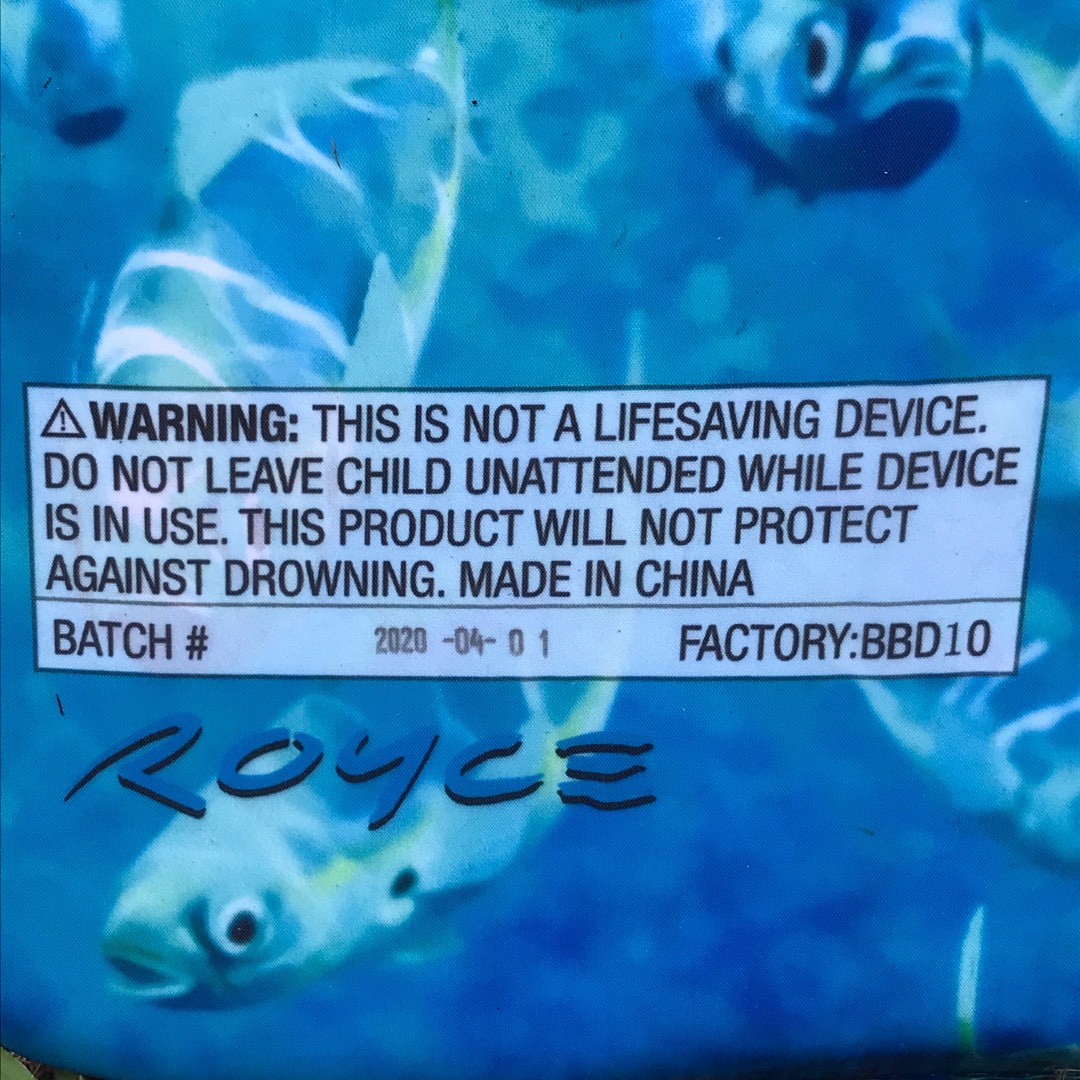 ⚠WARNING: THIS IS NOT A LIFESAVING DEVICE.
DO NOT LEAVE CHILD UNATTENDED WHILE DEVICE
IS IN USE. THIS PRODUCT WILL NOT PROTECT
AGAINST DROWNING. MADE IN CHINA
BATCH # 2020 -04- 0 1 FACTORY:BBD10
ROYCE